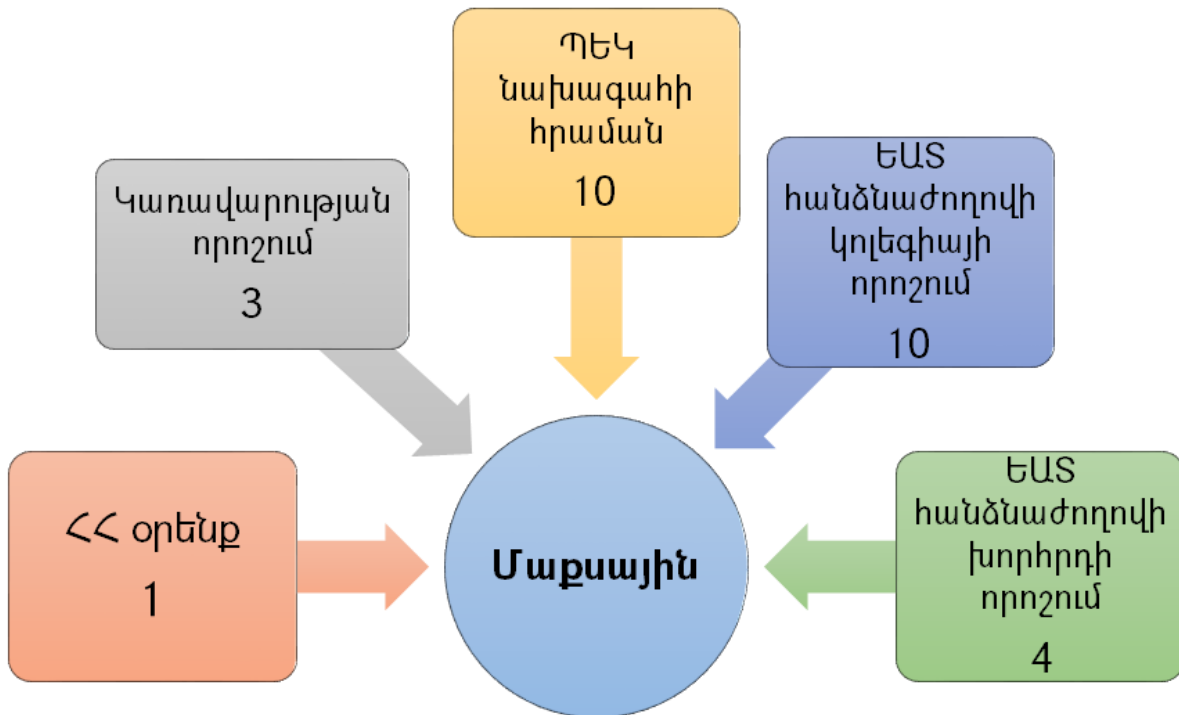 ՊԵԿ
նախագահի
հրաման
10
Կառավարության
որոշում
3
ԵԱՏ
հանձնաժողովի
կոլեգիայի
որոշում
10
ՀՀ օրենք
1
Մաքսային
ԵԱՏ
հանձնաժողովի
խորհրդի
որոշում
4